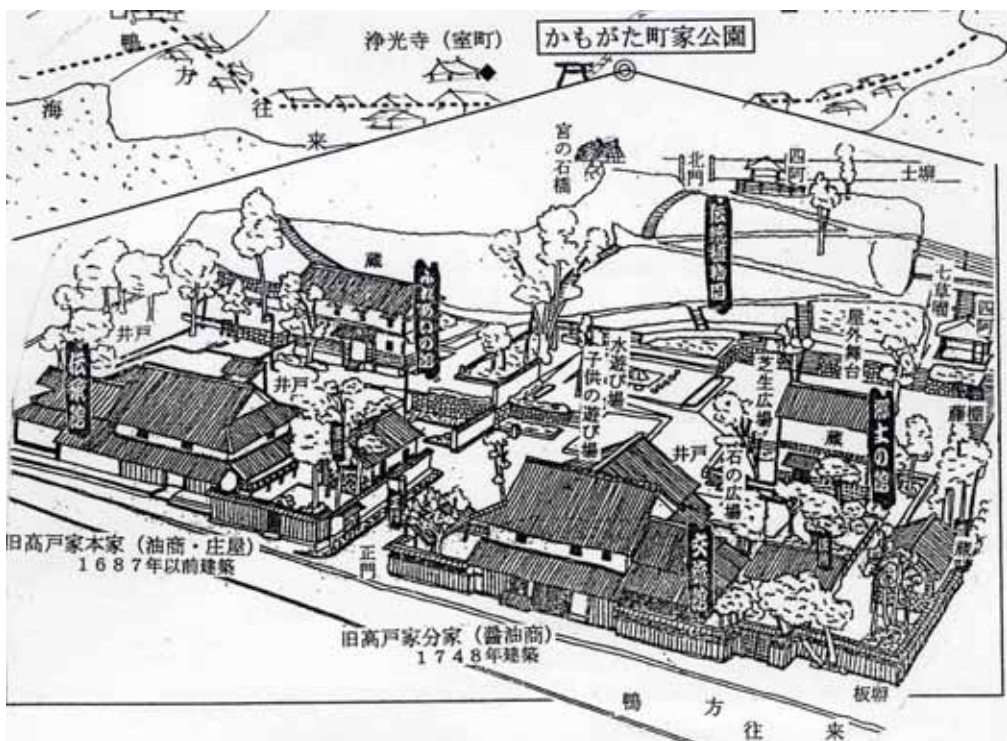 かもがた町家公園
浄光寺(室町)
鴨方往来
海
宮の石橋
北門
四阿
土塀
蔵
井戸
伝承館
井戸
水遊び場
子供の遊び場
屋外舞台
七草棚
四阿
芝生広場
石の広場
井戸
蔵
藤棚
蔵
正門
旧高戸家本家(油商・庄屋)
1687年以前建築
旧高戸家分家(醤油商)
1748年建築
板塀
鴨方往来